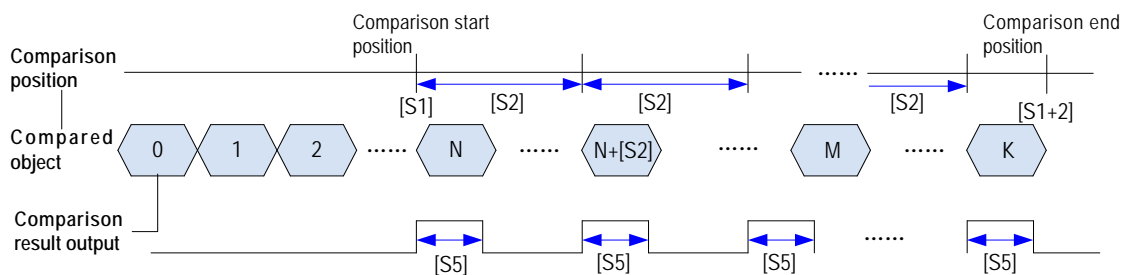 Comparison start
position
Comparison end
position
Comparison
position
......
[S1]
[S2]
[S2]
[S2]
[S1+2]
Compared
object
0
1
2
......
N
......
N+[S2]
......
M
......
K
Comparison
result output
[S5]
[S5]
[S5]
......
[S5]